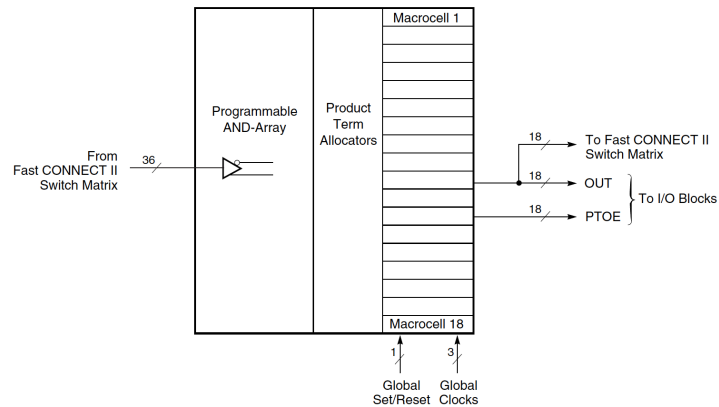 Macrocell 1
Programmable
AND-Array
Product
Term
Allocators
From
Fast CONNECT II
Switch Matrix
36
18
To Fast CONNECT II
Switch Matrix
18
OUT
18
PTOE
To I/O Blocks
Macrocell 18
1
3
Global
Set/Reset
Global
Clocks